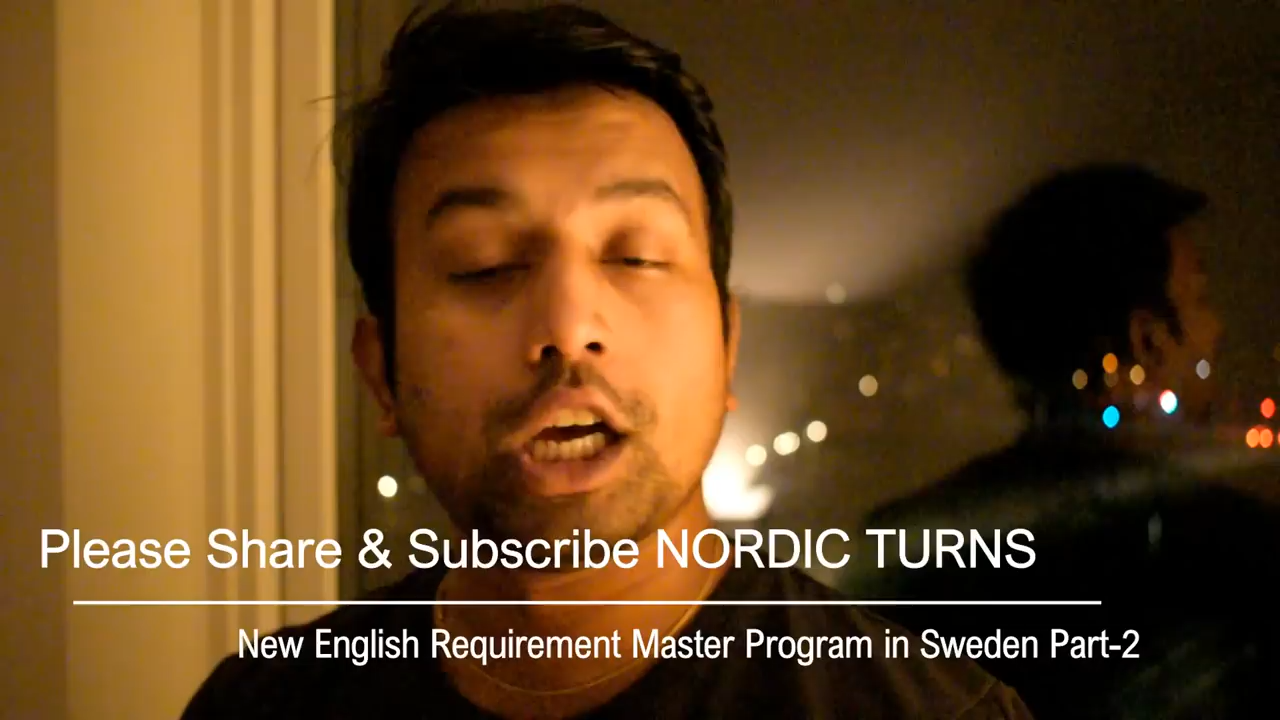 Please Share & Subscribe NORDIC TURNS
New English Requirement Master Program in Sweden Part-2